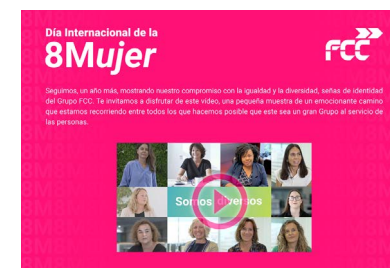 Día Internacional de la
8Mujer
FCC
Seguimos, un año más, mostrando nuestro compromiso con la igualdad y la diversidad, señas de identidad
del Grupo FCC. Te invitamos a disfrutar de este vídeo, una pequeña muestra de un emocionante camino
que estamos recorriendo entre todos los que hacemos posible que este sea un gran Grupo al servicio de
las personas.
Somos diversos